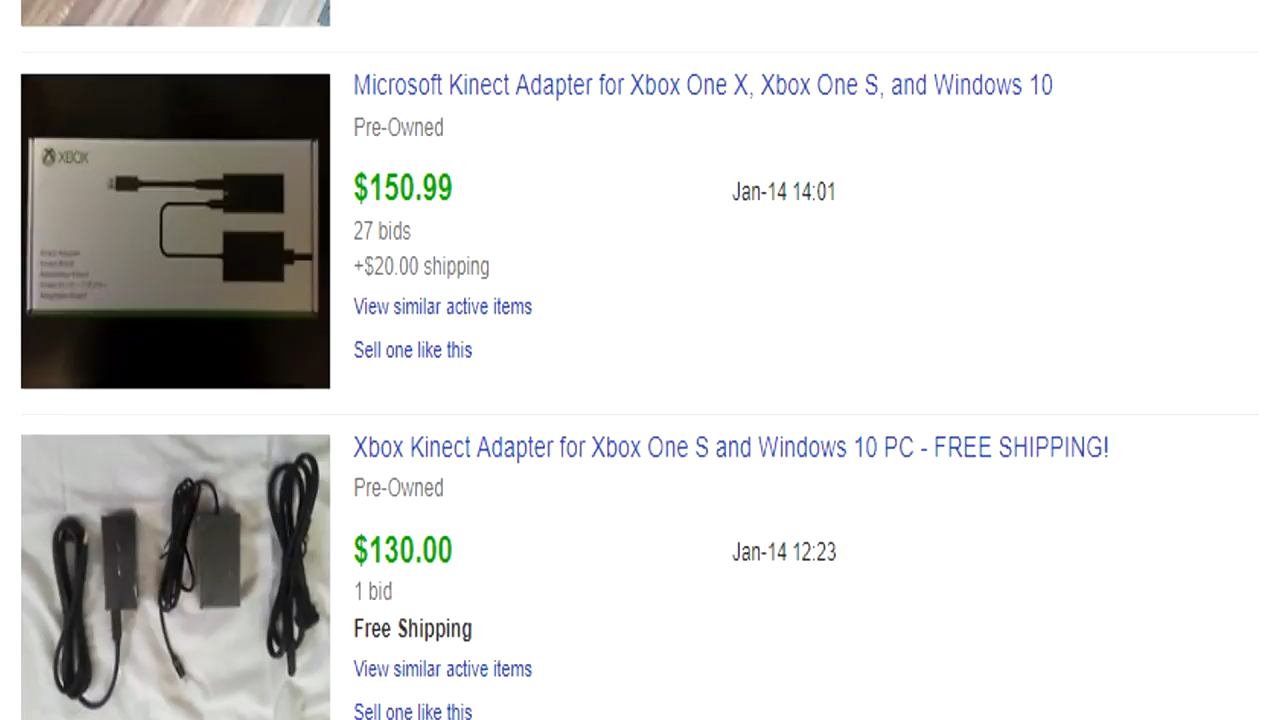 Microsoft Kinect Adapter for Xbox One X, Xbox One S, and Windows 10
Pre-Owned
$150.99
Jan-14 14:01
27 bids
+$20.00 shipping
View similar active items
Sell one like this
XBOX
Xbox Kinect Adapter for Xbox One S and Windows 10 PC - FREE SHIPPING!
Pre-Owned
$130.00
Jan-14 12:23
1 bid
Free Shipping
View similar active items
Sell one like this